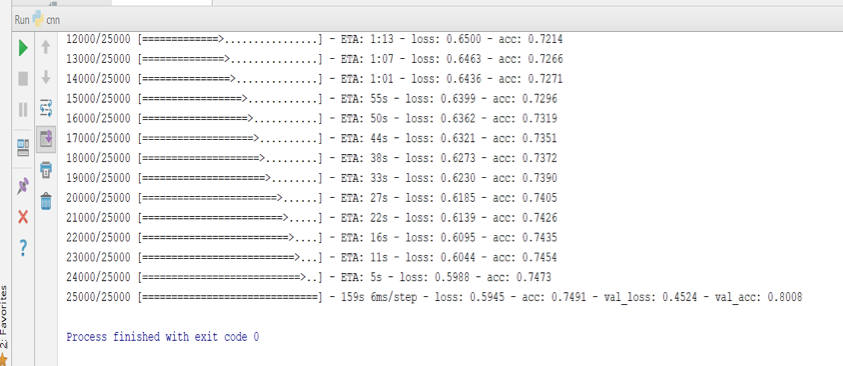 Run cnn
12000/25000 [=============>................] - ETA: 1:13 - loss: 0.6500 - acc: 0.7214
13000/25000 [==============>...............] - ETA: 1:07 - loss: 0.6463 - acc: 0.7266
14000/25000 [===============>..............] - ETA: 1:01 - loss: 0.6436 - acc: 0.7271
15000/25000 [=================>............] - ETA: 55s - loss: 0.6399 - acc: 0.7296
16000/25000 [==================>...........] - ETA: 50s - loss: 0.6362 - acc: 0.7319
17000/25000 [===================>..........] - ETA: 44s - loss: 0.6321 - acc: 0.7351
18000/25000 [====================>.........] - ETA: 38s - loss: 0.6273 - acc: 0.7372
19000/25000 [=====================>........] - ETA: 33s - loss: 0.6230 - acc: 0.7390
20000/25000 [=======================>......] - ETA: 27s - loss: 0.6185 - acc: 0.7405
21000/25000 [========================>.....] - ETA: 22s - loss: 0.6139 - acc: 0.7426
22000/25000 [=========================>....] - ETA: 16s - loss: 0.6095 - acc: 0.7435
23000/25000 [==========================>...] - ETA: 11s - loss: 0.6044 - acc: 0.7454
24000/25000 [===========================>..] - ETA: 5s - loss: 0.5988 - acc: 0.7473
25000/25000 [==============================] - 159s 6ms/step - loss: 0.5945 - acc: 0.7491 - val_loss: 0.4524 - val_acc: 0.8008
Process finished with exit code 0
2: Favorites